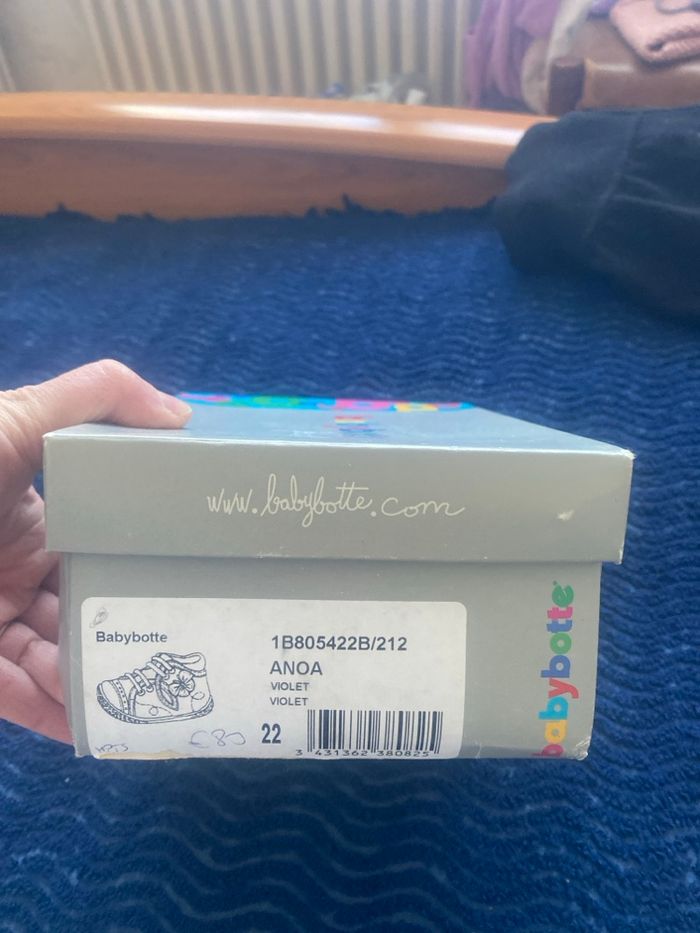 www.babybotte.com
Babybotte
1B805422B/212
ANOA
VIOLET
VIOLET
22
3 431362 380825
babybotte